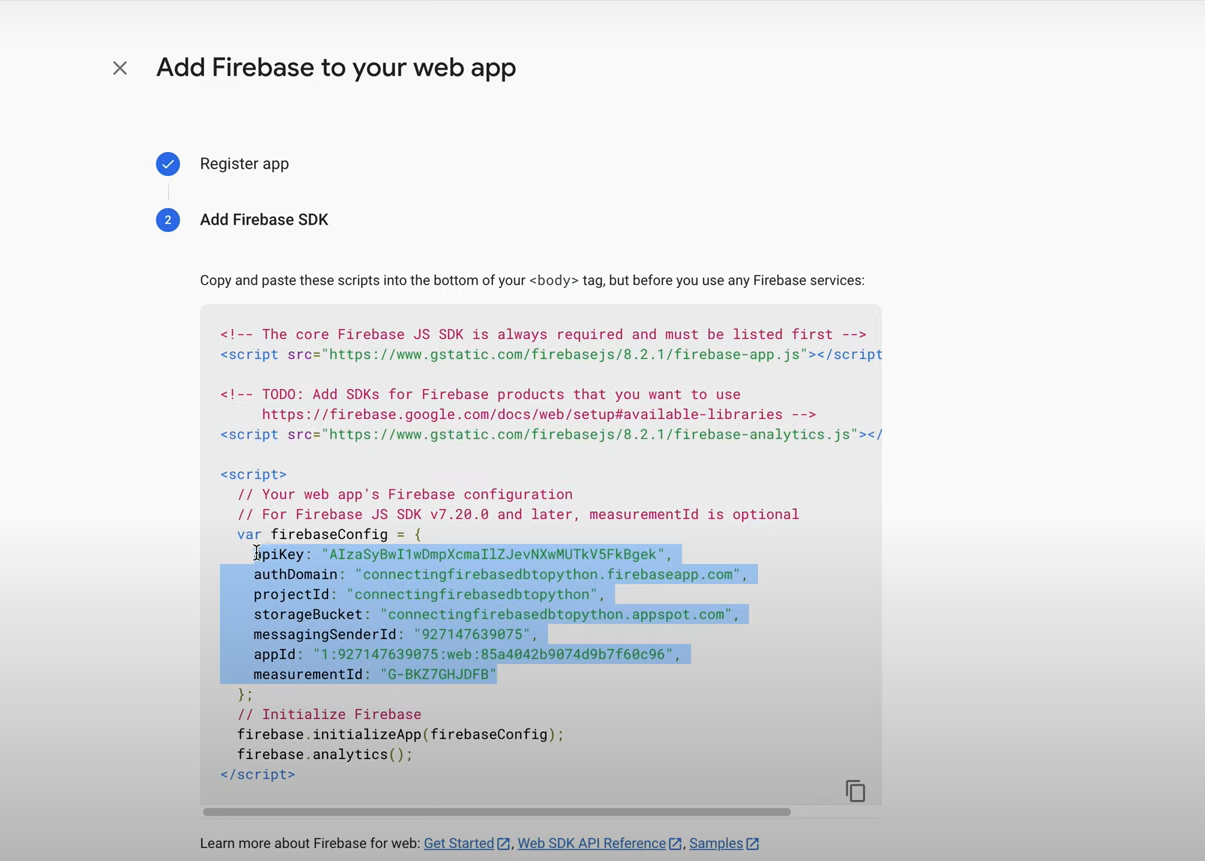 Add Firebase to your web app
Register app
2
Add Firebase SDK
Copy and paste these scripts into the bottom of your <body> tag, but before you use any Firebase services:
<!-- The core Firebase JS SDK is always required and must be listed first -->
<script src="https://www.gstatic.com/firebasejs/8.2.1/firebase-app.js"></script
<!-- TODO: Add SDKs for Firebase products that you want to use
https://firebase.google.com/docs/web/setup#available-libraries -->
<script src="https://www.gstatic.com/firebasejs/8.2.1/firebase-analytics.js"></
<script>
// Your web app's Firebase configuration
// For Firebase JS SDK v7.20.0 and later, measurementId is optional
var firebaseConfig = {
apiKey: "AIzaSyBwI1wDmpXcmaIlZJevNXwMUTkV5FkBgek",
authDomain: "connectingfirebasedbtopython.firebaseapp.com",
projectId: "connectingfirebasedbtopython",
storageBucket: "connectingfirebasedbtopython.appspot.com",
messagingSenderId: "927147639075",
appId: "1:927147639075:web:85a4042b9074d9b7f60c96",
measurementId: "G-BKZ7GHJDFB"
};
// Initialize Firebase
firebase.initializeApp(firebaseConfig);
firebase.analytics();
</script>
Learn more about Firebase for web: Get Started, Web SDK API Reference, Samples